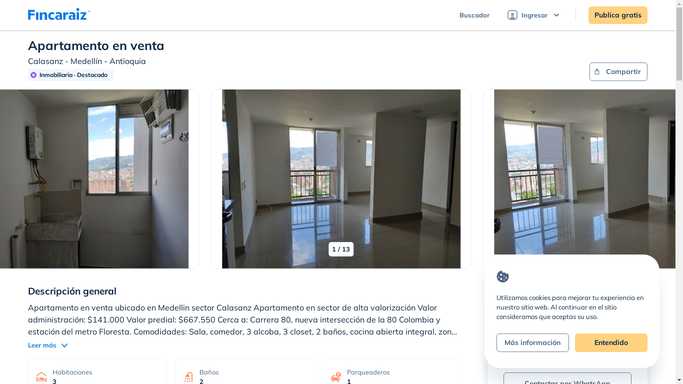 Fincaraiz
Buscador
Ingresar
Publica gratis
Apartamento en venta
Calasanz - Medellín - Antioquia
Inmobiliaria · Destacado
Compartir
1 / 13
Descripción general
Apartamento en venta ubicado en Medellin sector Calasanz Apartamento en sector de alta valorización Valor
administración: $141.000 Valor predial: $667.550 Cerca a: Carrera 80, nueva intersección de la 80 Colombia y
estación del metro Floresta. Comodidades: Sala, comedor, 3 alcoba, 3 closet, 2 baños, cocina abierta integral, zon...
Leer más
Habitaciones
3
Baños
2
Parqueaderos
1
Utilizamos cookies para mejorar tu experiencia en
nuestro sitio web. Al continuar en el sitio
consideramos que aceptas su uso.
Más información
Entendido
Contactar por WhatsApp